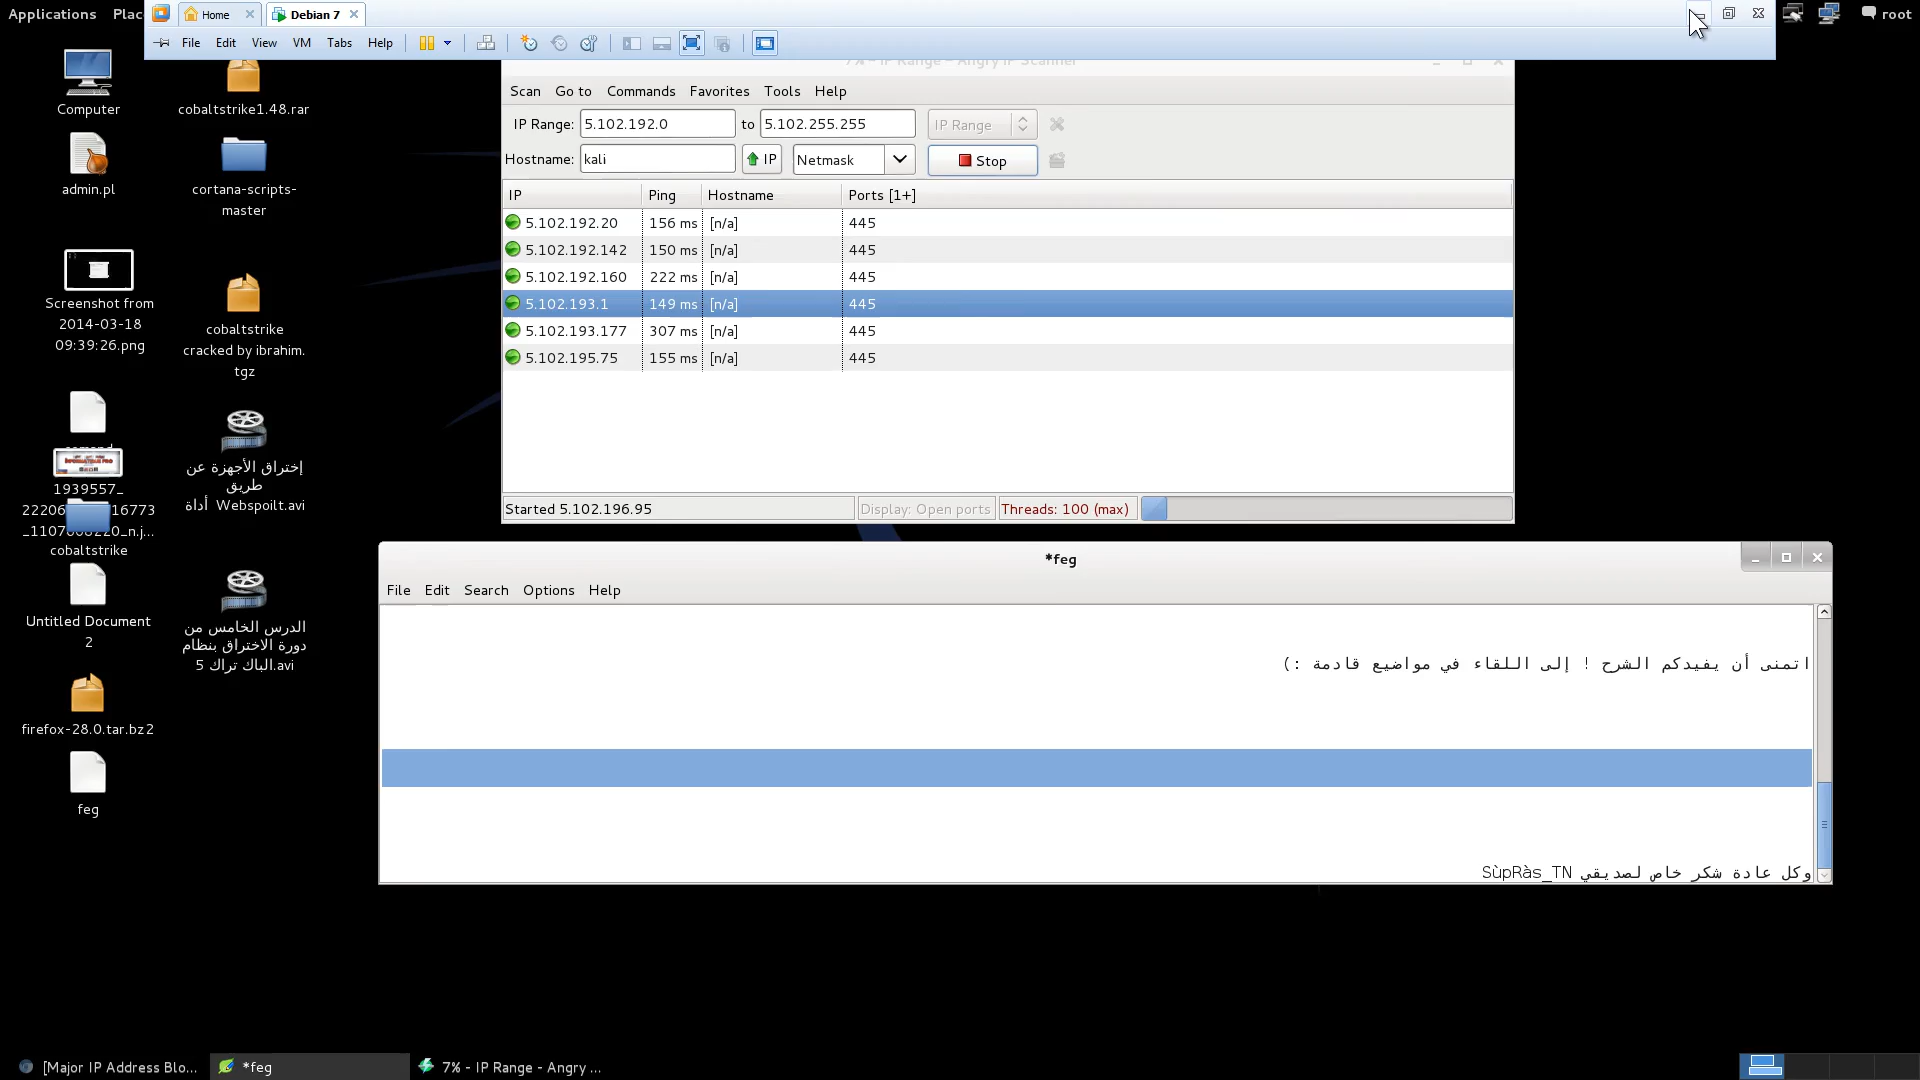 Applications
Plac
Home
Debian 7
root
File Edit View VM Tabs Help
Computer
cobaltstrike1.48.rar
admin.pl
cortana-scripts-
master
Screenshot from
2014-03-18
09:39:26.png
cobaltstrike
cracked by ibrahim.
tgz
1939557_
cobaltstrike
إختراق الأجهزة عن
طريق
أداة Webspoilt.avi
Untitled Document
2
الدرس الخامس من
دورة الاختراق بنظام
الباك تراك 5.avi
firefox-28.0.tar.bz2
feg
7% - IP Range - Angry IP Scanner
Scan Go to Commands Favorites Tools Help
IP Range: 5.102.192.0 to 5.102.255.255 IP Range
Hostname: kali IP Netmask Stop
IP Ping Hostname Ports [1+]
5.102.192.20 156 ms [n/a] 445
5.102.192.142 150 ms [n/a] 445
5.102.192.160 222 ms [n/a] 445
5.102.193.1 149 ms [n/a] 445
5.102.193.177 307 ms [n/a] 445
5.102.195.75 155 ms [n/a] 445
Started 5.102.196.95 Display: Open ports Threads: 100 (max)
*feg
File Edit Search Options Help
اتمنى أن يفيدكم الشرح ! إلى اللقاء في مواضيع قادمة :)
وكل عادة شكر خاص لصديقي SùpRàs_TN
[Major IP Address Blo...
*feg
7% - IP Range - Angry ...